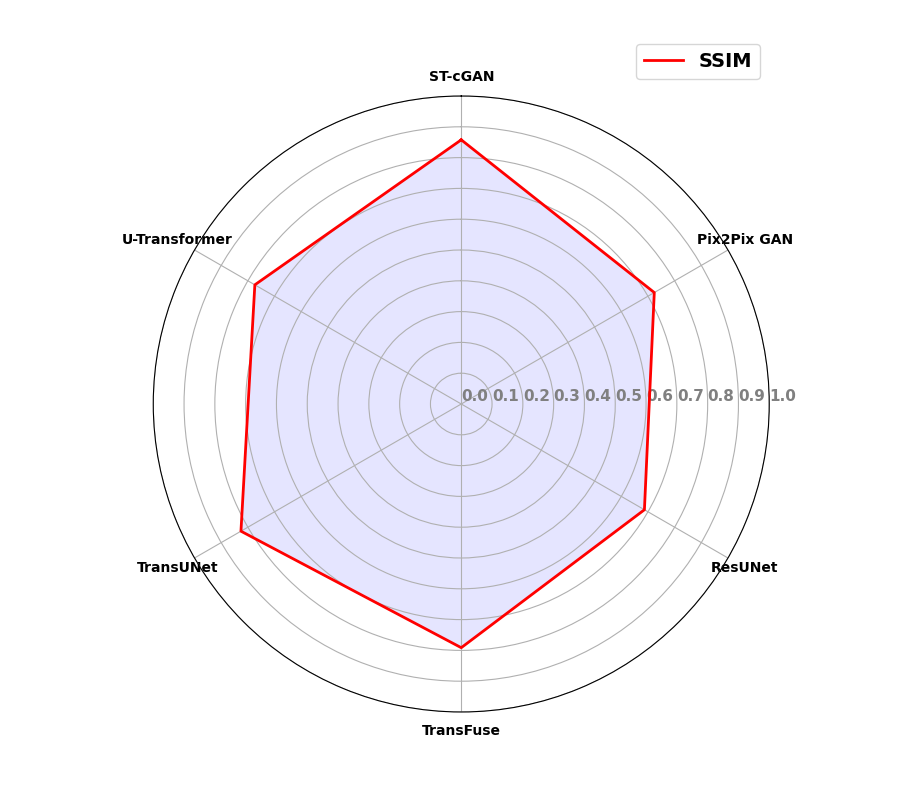 SSIM
ST-cGAN
U-Transformer
Pix2Pix GAN
0.0 0.1 0.2 0.3 0.4 0.5 0.6 0.7 0.8 0.9 1.0
TransUNet
ResUNet
TransFuse